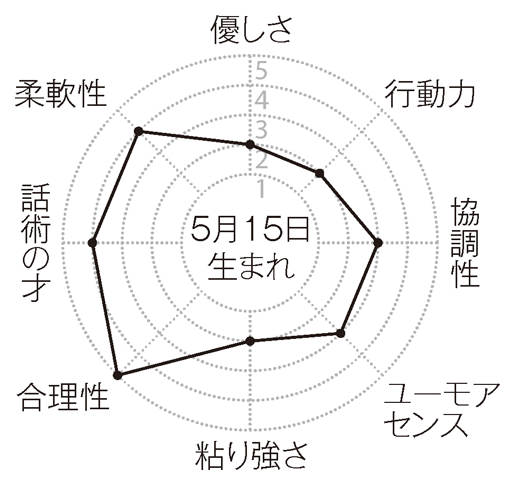 優しさ
柔軟性
行動力
5
4
3
2
1
話術の才
5月15日
生まれ
協調性
合理性
ユーモア
センス
粘り強さ